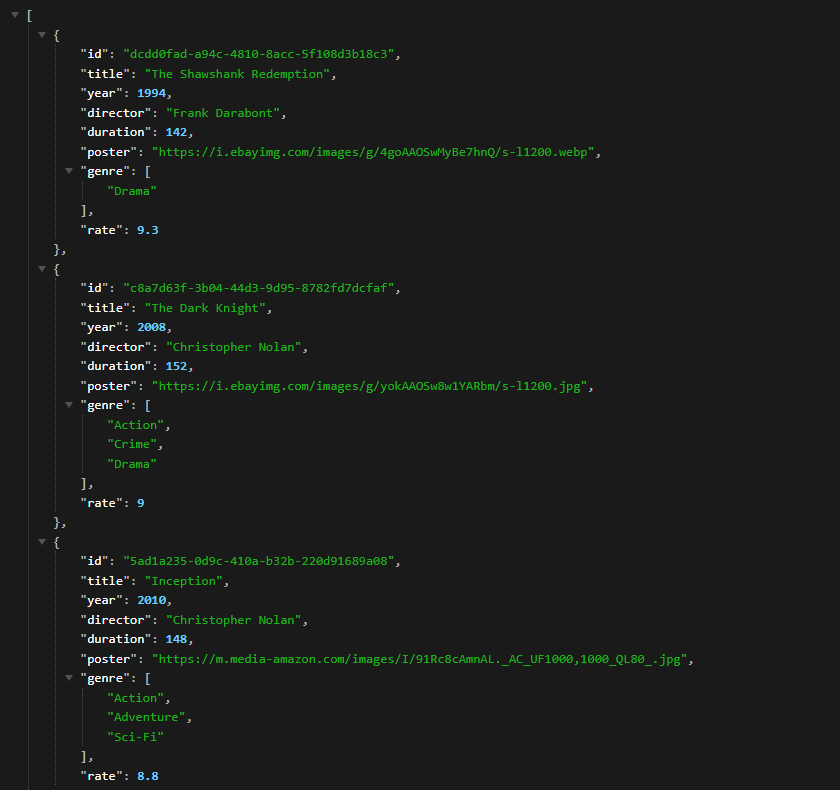 [
{
"id": "dcdd0fad-a94c-4810-8acc-5f108d3b18c3",
"title": "The Shawshank Redemption",
"year": 1994,
"director": "Frank Darabont",
"duration": 142,
"poster": "https://i.ebayimg.com/images/g/4goAAOSwMyBe7hnQ/s-l1200.webp",
"genre": [
"Drama"
],
"rate": 9.3
},
{
"id": "c8a7d63f-3b04-44d3-9d95-8782fd7dcfaf",
"title": "The Dark Knight",
"year": 2008,
"director": "Christopher Nolan",
"duration": 152,
"poster": "https://i.ebayimg.com/images/g/yokAAOSw8w1YARbm/s-l1200.jpg",
"genre": [
"Action",
"Crime",
"Drama"
],
"rate": 9
},
{
"id": "5ad1a235-0d9c-410a-b32b-220d91689a08",
"title": "Inception",
"year": 2010,
"director": "Christopher Nolan",
"duration": 148,
"poster": "https://m.media-amazon.com/images/I/91Rc8cAmnAL._AC_UF1000,1000_QL80_.jpg",
"genre": [
"Action",
"Adventure",
"Sci-Fi"
],
"rate": 8.8